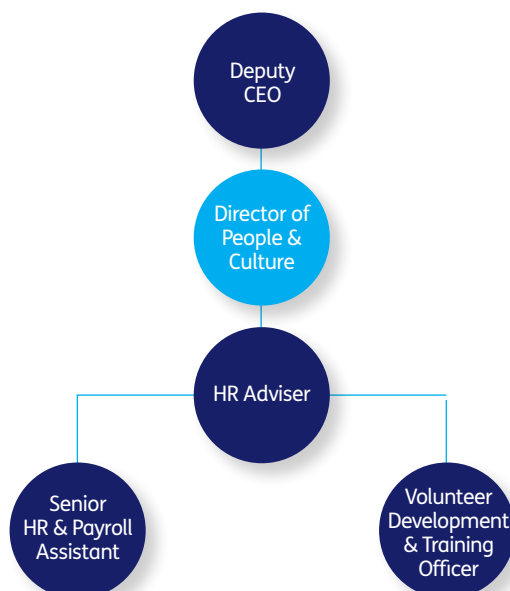 Deputy
CEO
Director of
People &
Culture
HR Adviser
Senior
HR & Payroll
Assistant
Volunteer
Development
& Training
Officer